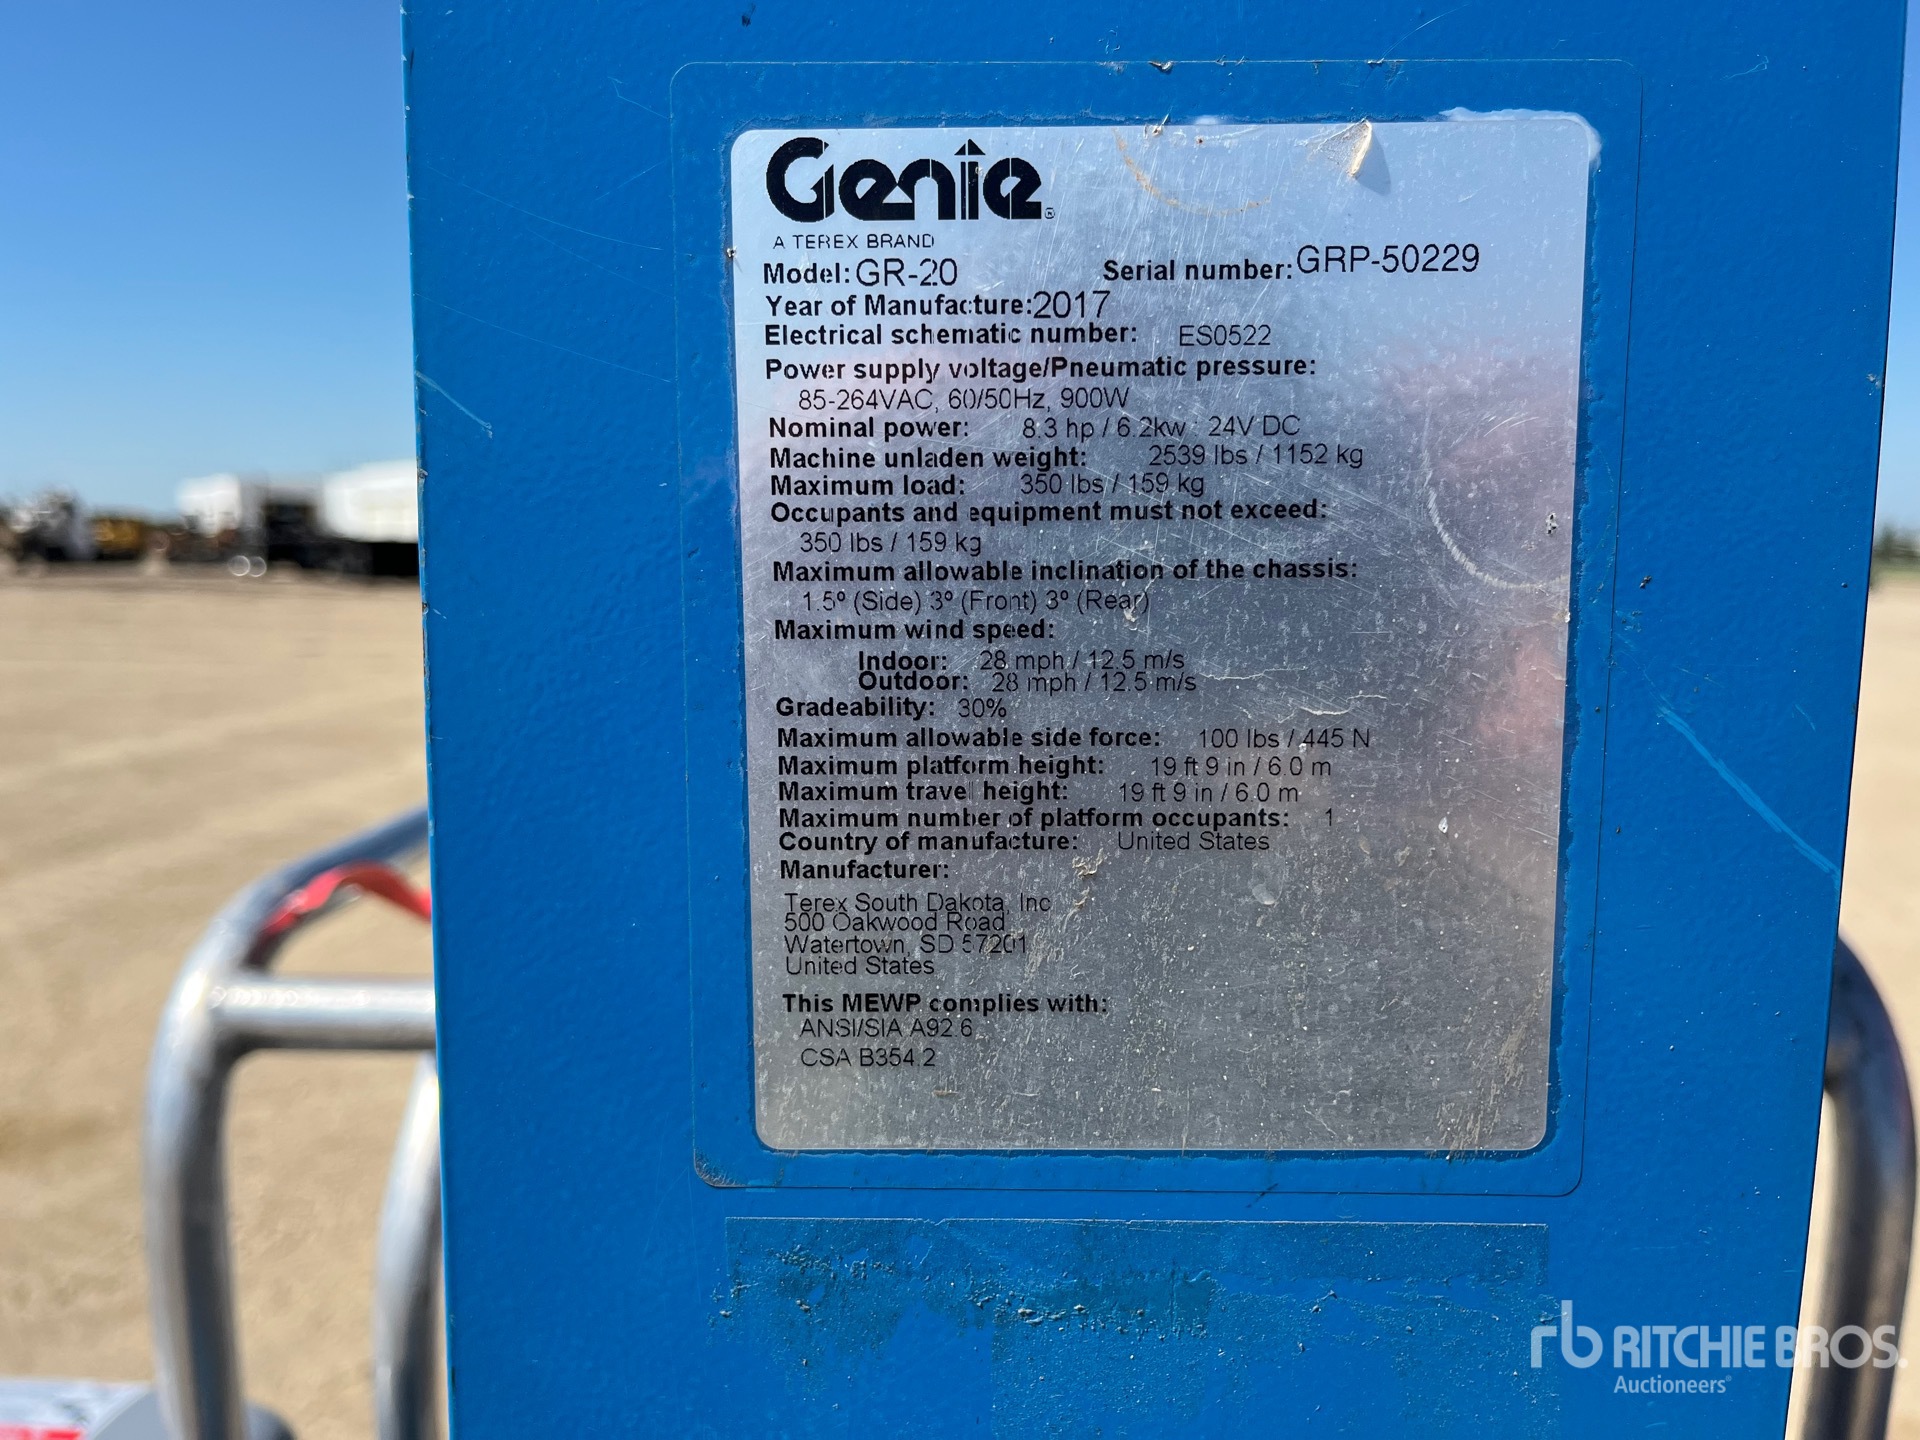 Genie®
A TEREX BRAND
Model: GR-20 Serial number: GRP-50229
Year of Manufacture: 2017
Electrical schematic number: ES0522
Power supply voltage/Pneumatic pressure:
85-264VAC, 60/50Hz, 900W
Nominal power: 8.3 hp / 6.2kw : 24V DC
Machine unladen weight: 2539 lbs / 1152 kg
Maximum load: 350 lbs / 159 kg
Occupants and equipment must not exceed:
350 lbs / 159 kg
Maximum allowable inclination of the chassis:
1.5º (Side) 3º (Front) 3º (Rear)
Maximum wind speed:
Indoor: 28 mph / 12.5 m/s
Outdoor: 28 mph / 12.5 m/s
Gradeability: 30%
Maximum allowable side force: 100 lbs / 445 N
Maximum platform height: 19 ft 9 in / 6.0 m
Maximum travel height: 19 ft 9 in / 6.0 m
Maximum number of platform occupants: 1
Country of manufacture: United States
Manufacturer:
Terex South Dakota, Inc
500 Oakwood Road
Watertown, SD 57201
United States
This MEWP complies with:
ANSI/SIA A92.6
CSA B354.2
rb RITCHIE BROS.
Auctioneers®